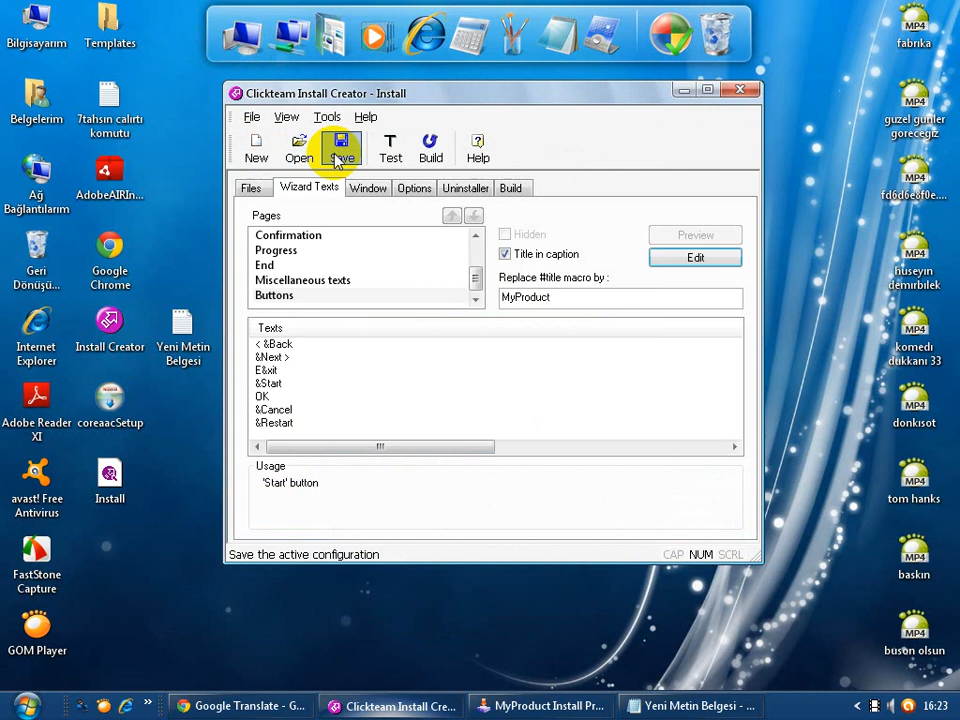 Bilgisayarım
Templates
Belgelerim
7tahsın calırtı
komutu
Ağ
Bağlantılarım
AdobeAIRIn...
Geri
Dönüşü...
Google
Chrome
Internet
Explorer
Install Creator
Yeni Metin
Belgesi
Adobe Reader
XI
coreaacSetup
avast! Free
Antivirus
Install
FastStone
Capture
GOM Player
Clickteam Install Creator - Install
File View Tools Help
New Open Save Test Build Help
Files Wizard Texts Window Options Uninstaller Build
Pages
Confirmation
Progress
End
Miscellaneous texts
Buttons
Hidden
Title in caption
Preview
Edit
Replace #title macro by :
MyProduct
Texts
< &Back
&Next >
E&xit
&Start
OK
&Cancel
&Restart
Usage
'Start' button
Save the active configuration
CAP NUM SCRL
MP4
fabrika
MP4
guzel gunler
gorecegız
MP4
fd6d6e8f0e....
MP4
huseyın
demırbılek
MP4
komedı
dukkanı 33
MP4
donkısot
MP4
tom hanks
MP4
baskın
MP4
buson olsun
Google Translate - G...
Clickteam Install Cre...
MyProduct Install Pr...
Yeni Metin Belgesi - ...
16:23